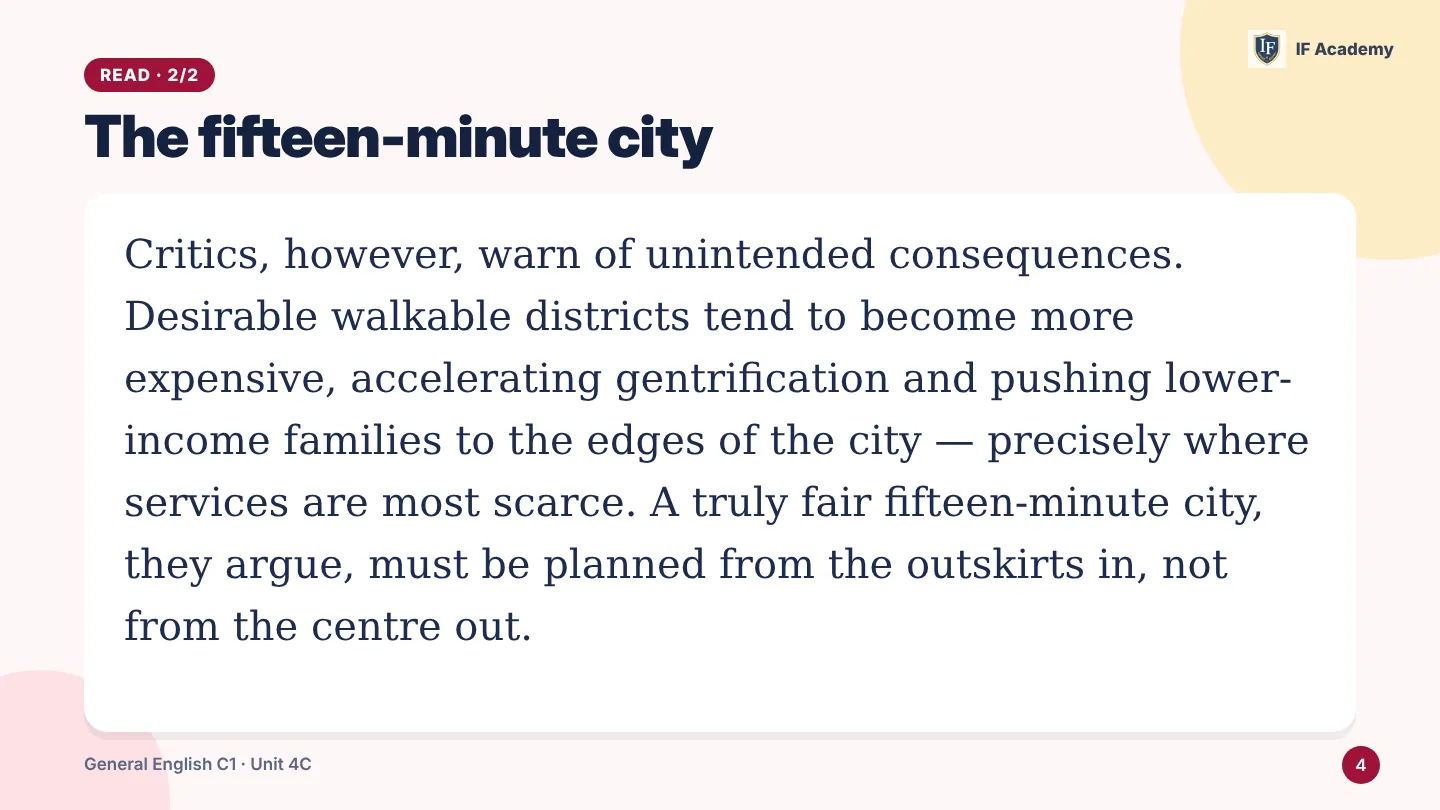 IF
IF Academy
READ · 2/2
The fifteen-minute city
Critics, however, warn of unintended consequences.
Desirable walkable districts tend to become more
expensive, accelerating gentrification and pushing lower-
income families to the edges of the city — precisely where
services are most scarce. A truly fair fifteen-minute city,
they argue, must be planned from the outskirts in, not
from the centre out.
General English C1 · Unit 4C
4